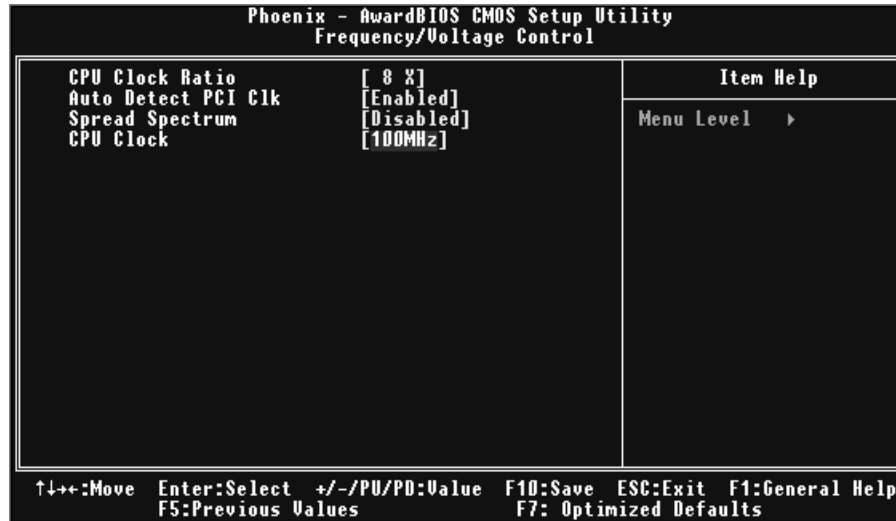 Phoenix - AwardBIOS CMOS Setup Utility
Frequency/Voltage Control
CPU Clock Ratio [ 8 X]
Auto Detect PCI Clk [Enabled]
Spread Spectrum [Disabled]
CPU Clock [100MHz]
Item Help
Menu Level ▸
↑↓→←:Move Enter:Select +/-/PU/PD:Value F10:Save ESC:Exit F1:General Help
F5:Previous Values F7: Optimized Defaults